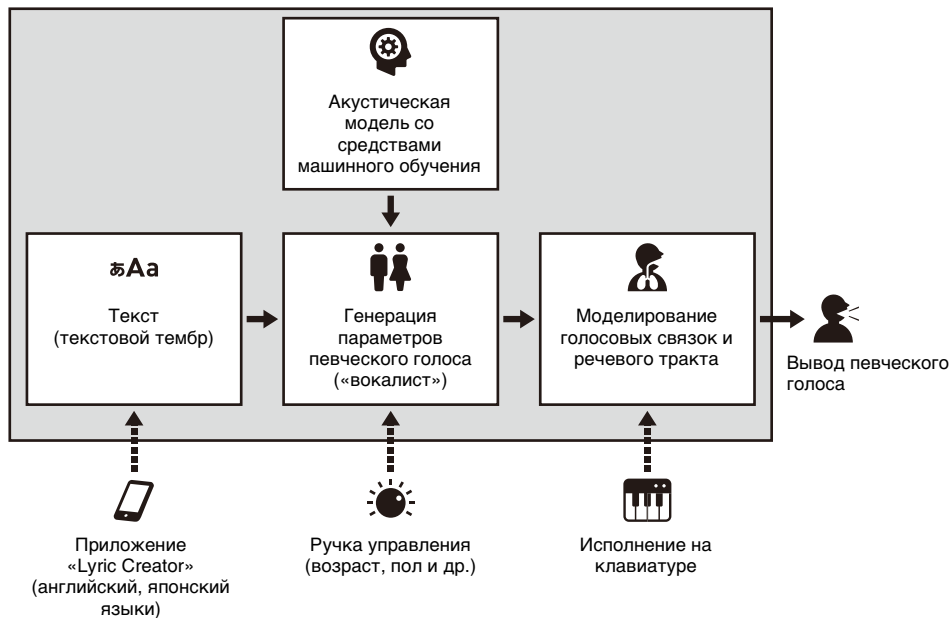 Акустическая
модель со
средствами
машинного обучения
あAa
Текст
(текстовой тембр)
Генерация
параметров
певческого голоса
(«вокалист»)
Моделирование
голосовых связок и
речевого тракта
Вывод певческого
голоса
Приложение
«Lyric Creator»
(английский, японский
языки)
Ручка управления
(возраст, пол и др.)
Исполнение на
клавиатуре